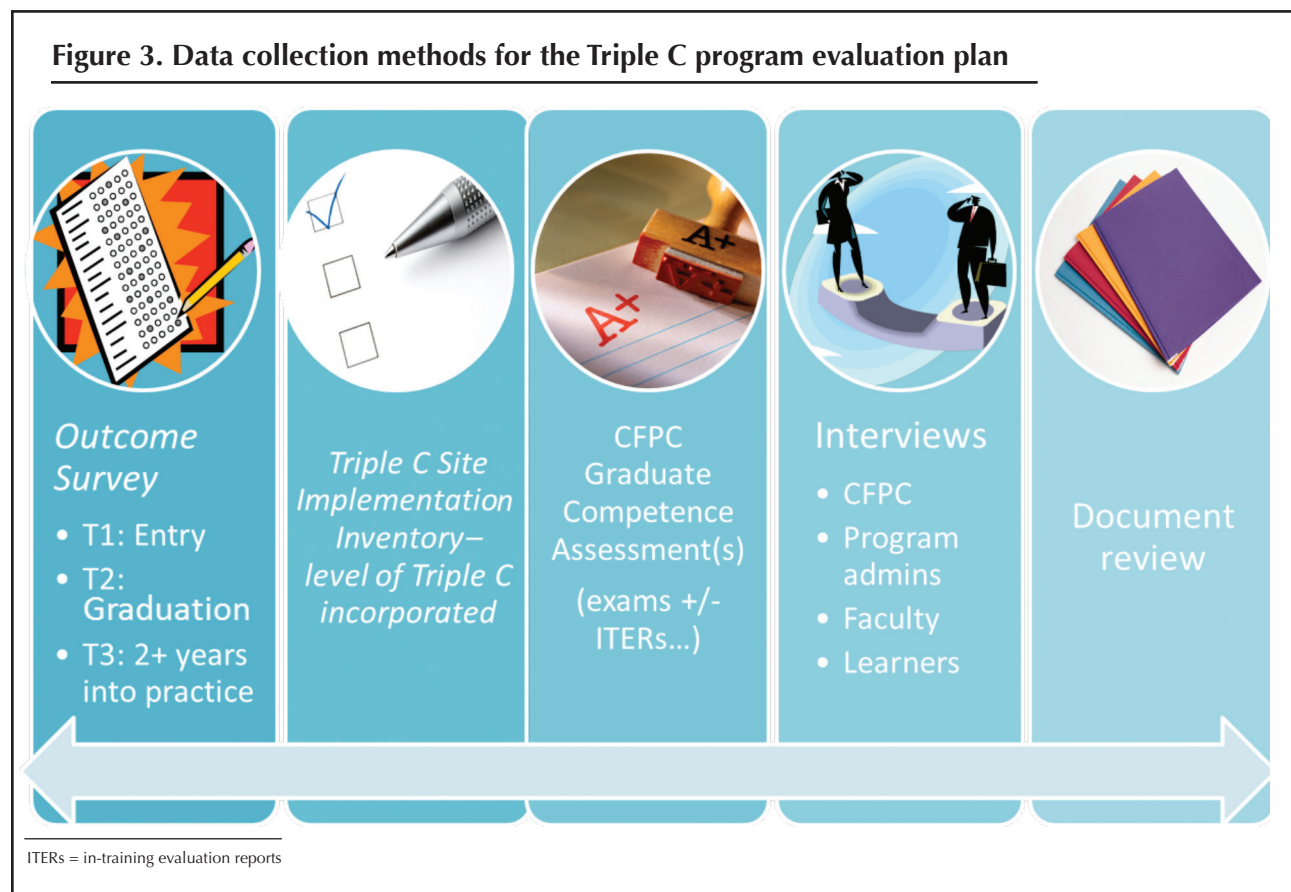 Figure 3. Data collection methods for the Triple C program evaluation plan
Outcome
Survey
• T1: Entry
• T2:
Graduation
• T3: 2+ years
into practice
Triple C Site
Implementation
Inventory–
level of Triple C
incorporated
A+
A+
CFPC
Graduate
Competence
Assessment(s)
(exams +/-
ITERs...)
Interviews
• CFPC
• Program
admins
• Faculty
• Learners
Document
review
ITERs = in-training evaluation reports